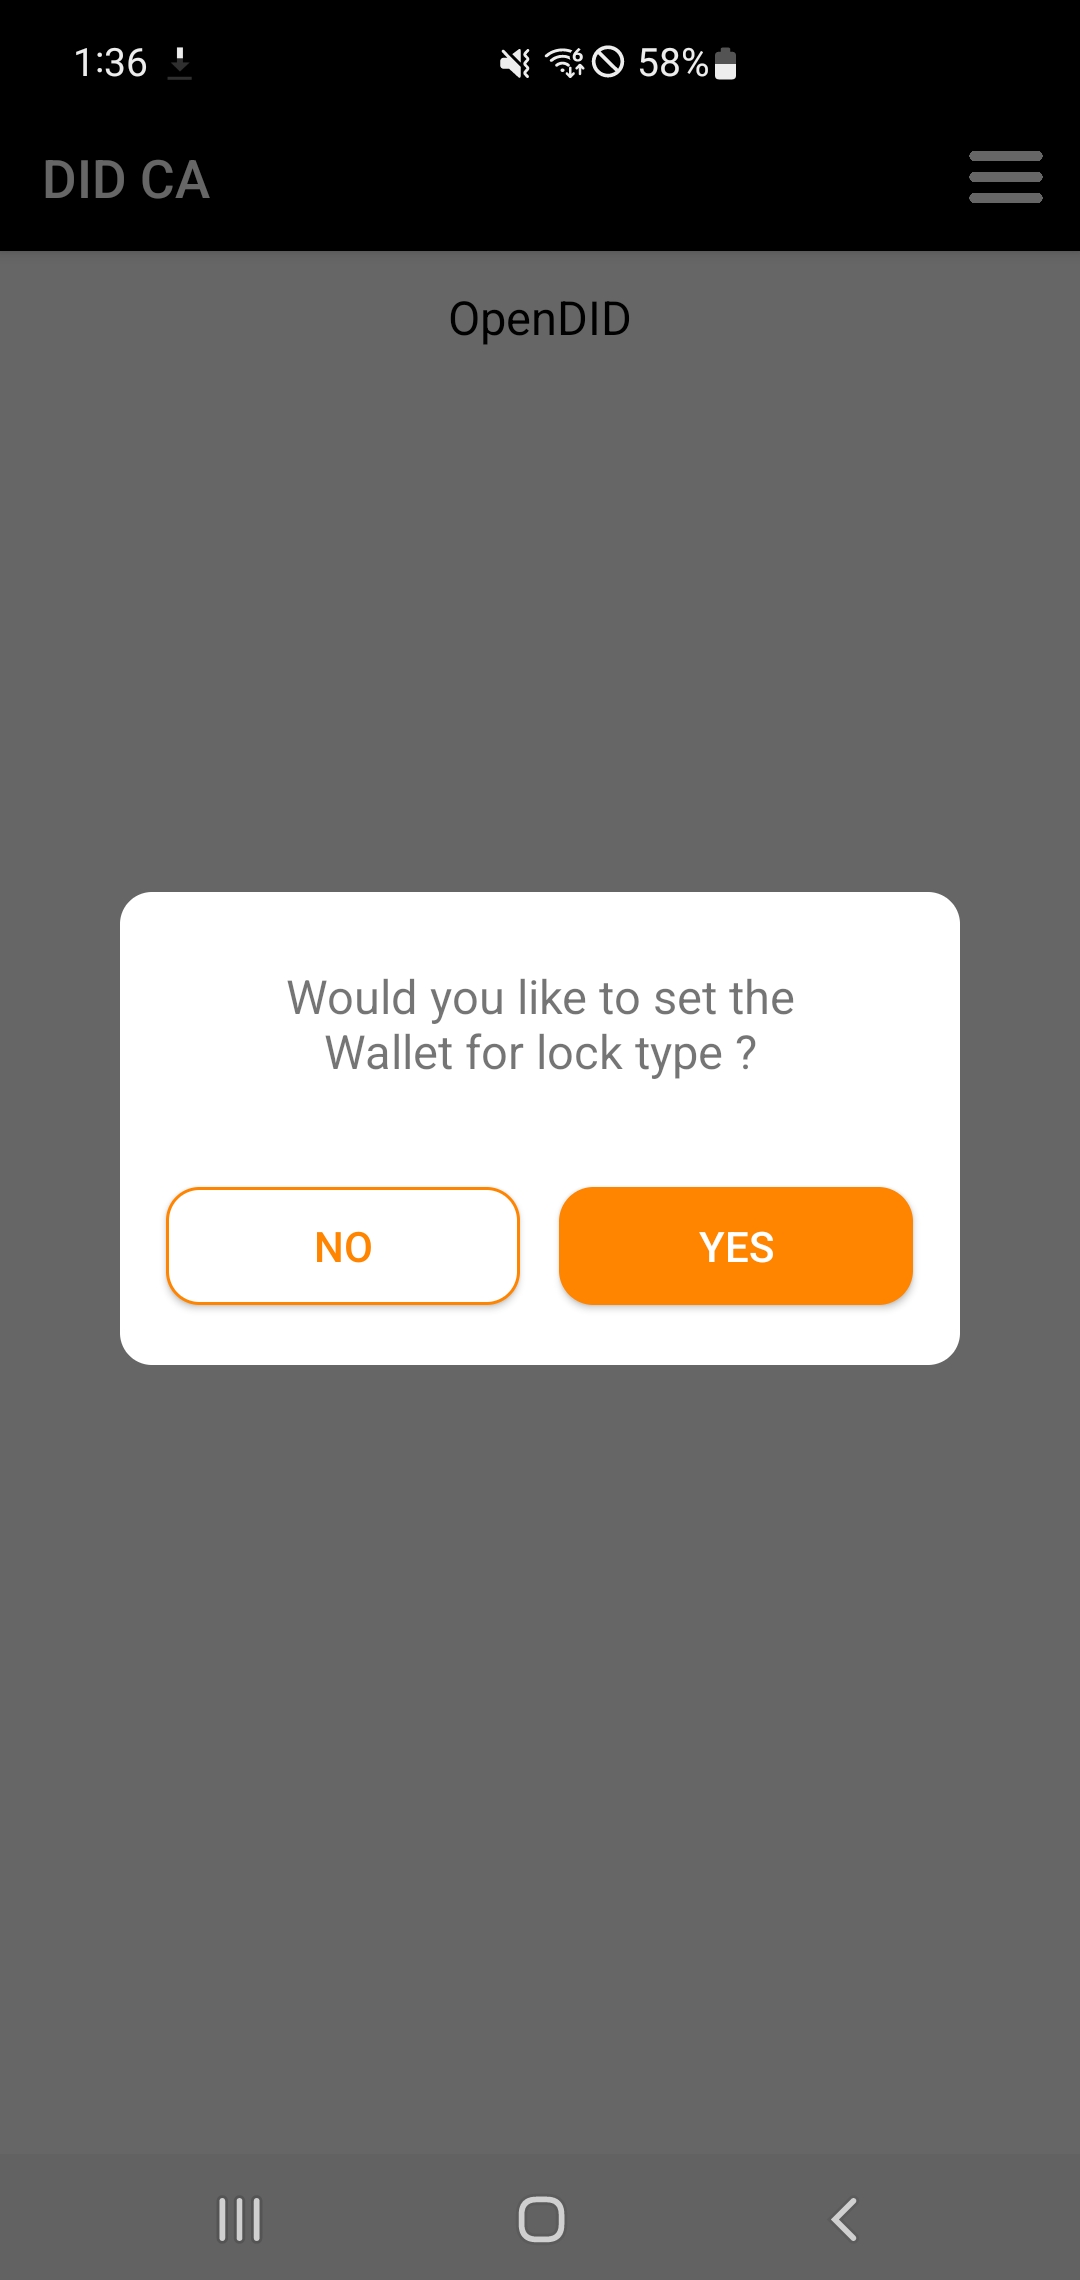 1:36
58%
DID CA
OpenDID
Would you like to set the
Wallet for lock type ?
NO
YES